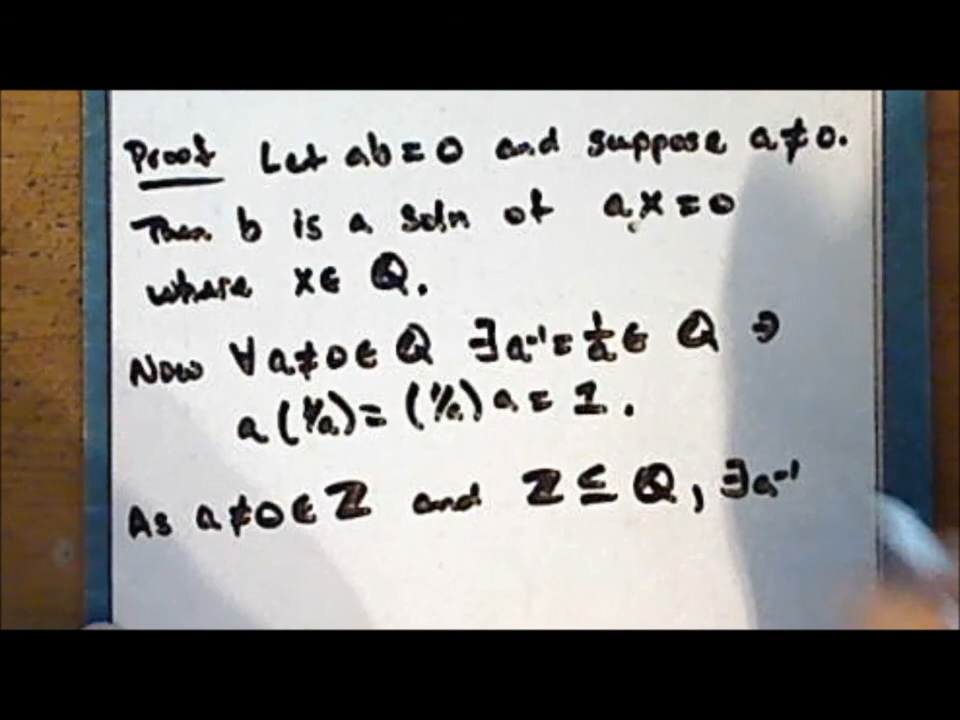 Proof Let ab = 0 and suppose a ≠ 0.
Then b is a soln of ax = 0
where x ∈ ℚ.
Now ∀ a ≠ 0 ∈ ℚ ∃ a⁻¹ = 1/a ∈ ℚ ∋
a(1/a) = (1/a)a = 1.
As a ≠ 0 ∈ ℤ and ℤ ⊆ ℚ, ∃ a⁻¹